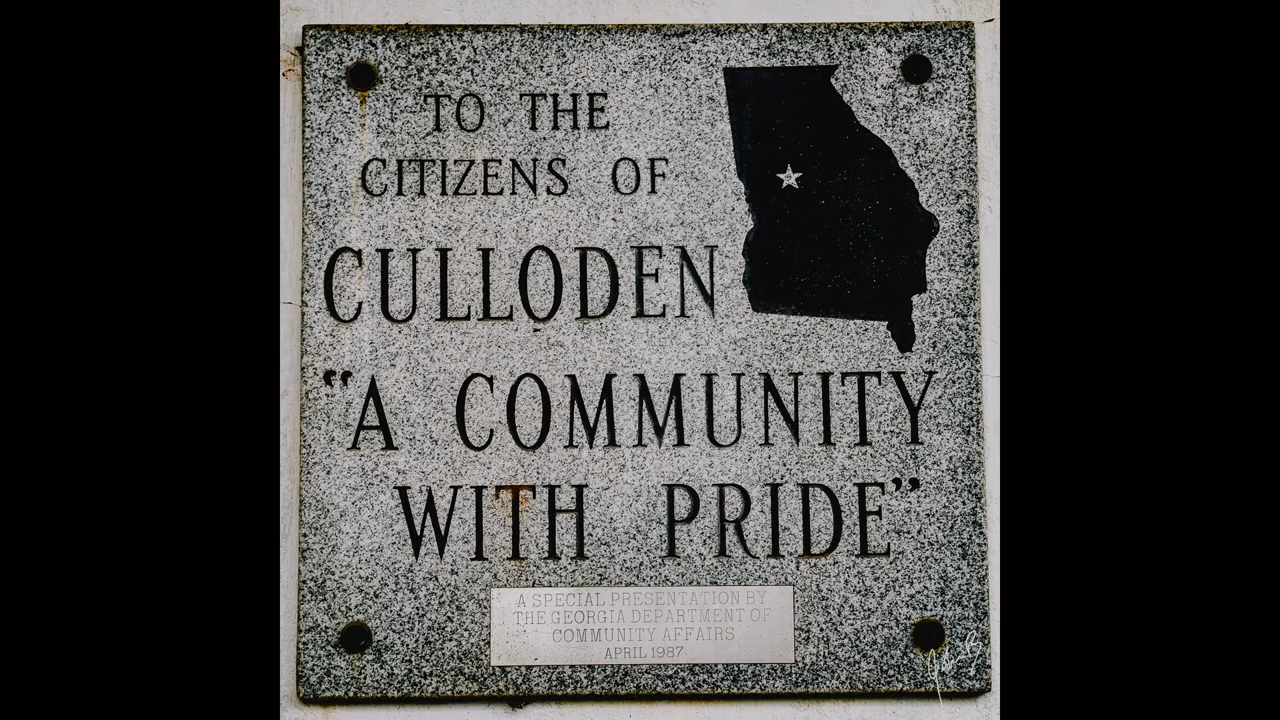 TO THE
CITIZENS OF
CULLODEN
“A COMMUNITY
WITH PRIDE”
A SPECIAL PRESENTATION BY
THE GEORGIA DEPARTMENT OF
COMMUNITY AFFAIRS
APRIL 1987